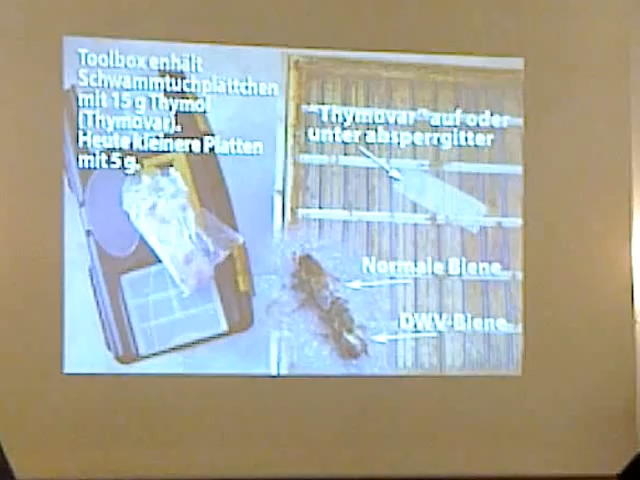 Toolbox enhält
Schwammtuchplättchen
mit 15 g Thymol
(Thymovar).
Heute kleinere Platten
mit 5 g.
"Thymovar" auf oder
unter absperrgitter
Normale Biene
DWV-Biene